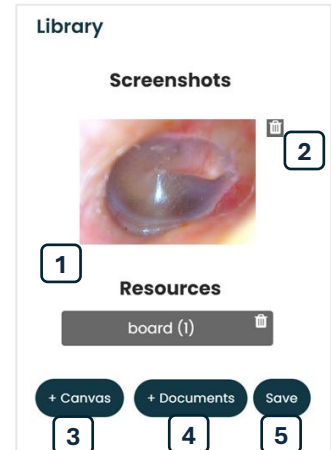 Library
Screenshots
2
1
Resources
board (1)
+ Canvas
+ Documents
Save
3
4
5